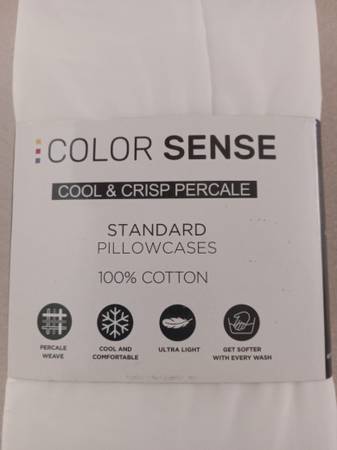 COLOR SENSE
COOL & CRISP PERCALE
STANDARD
PILLOWCASES
100% COTTON
PERCALE
WEAVE
COOL AND
COMFORTABLE
ULTRA LIGHT
GET SOFTER
WITH EVERY WASH